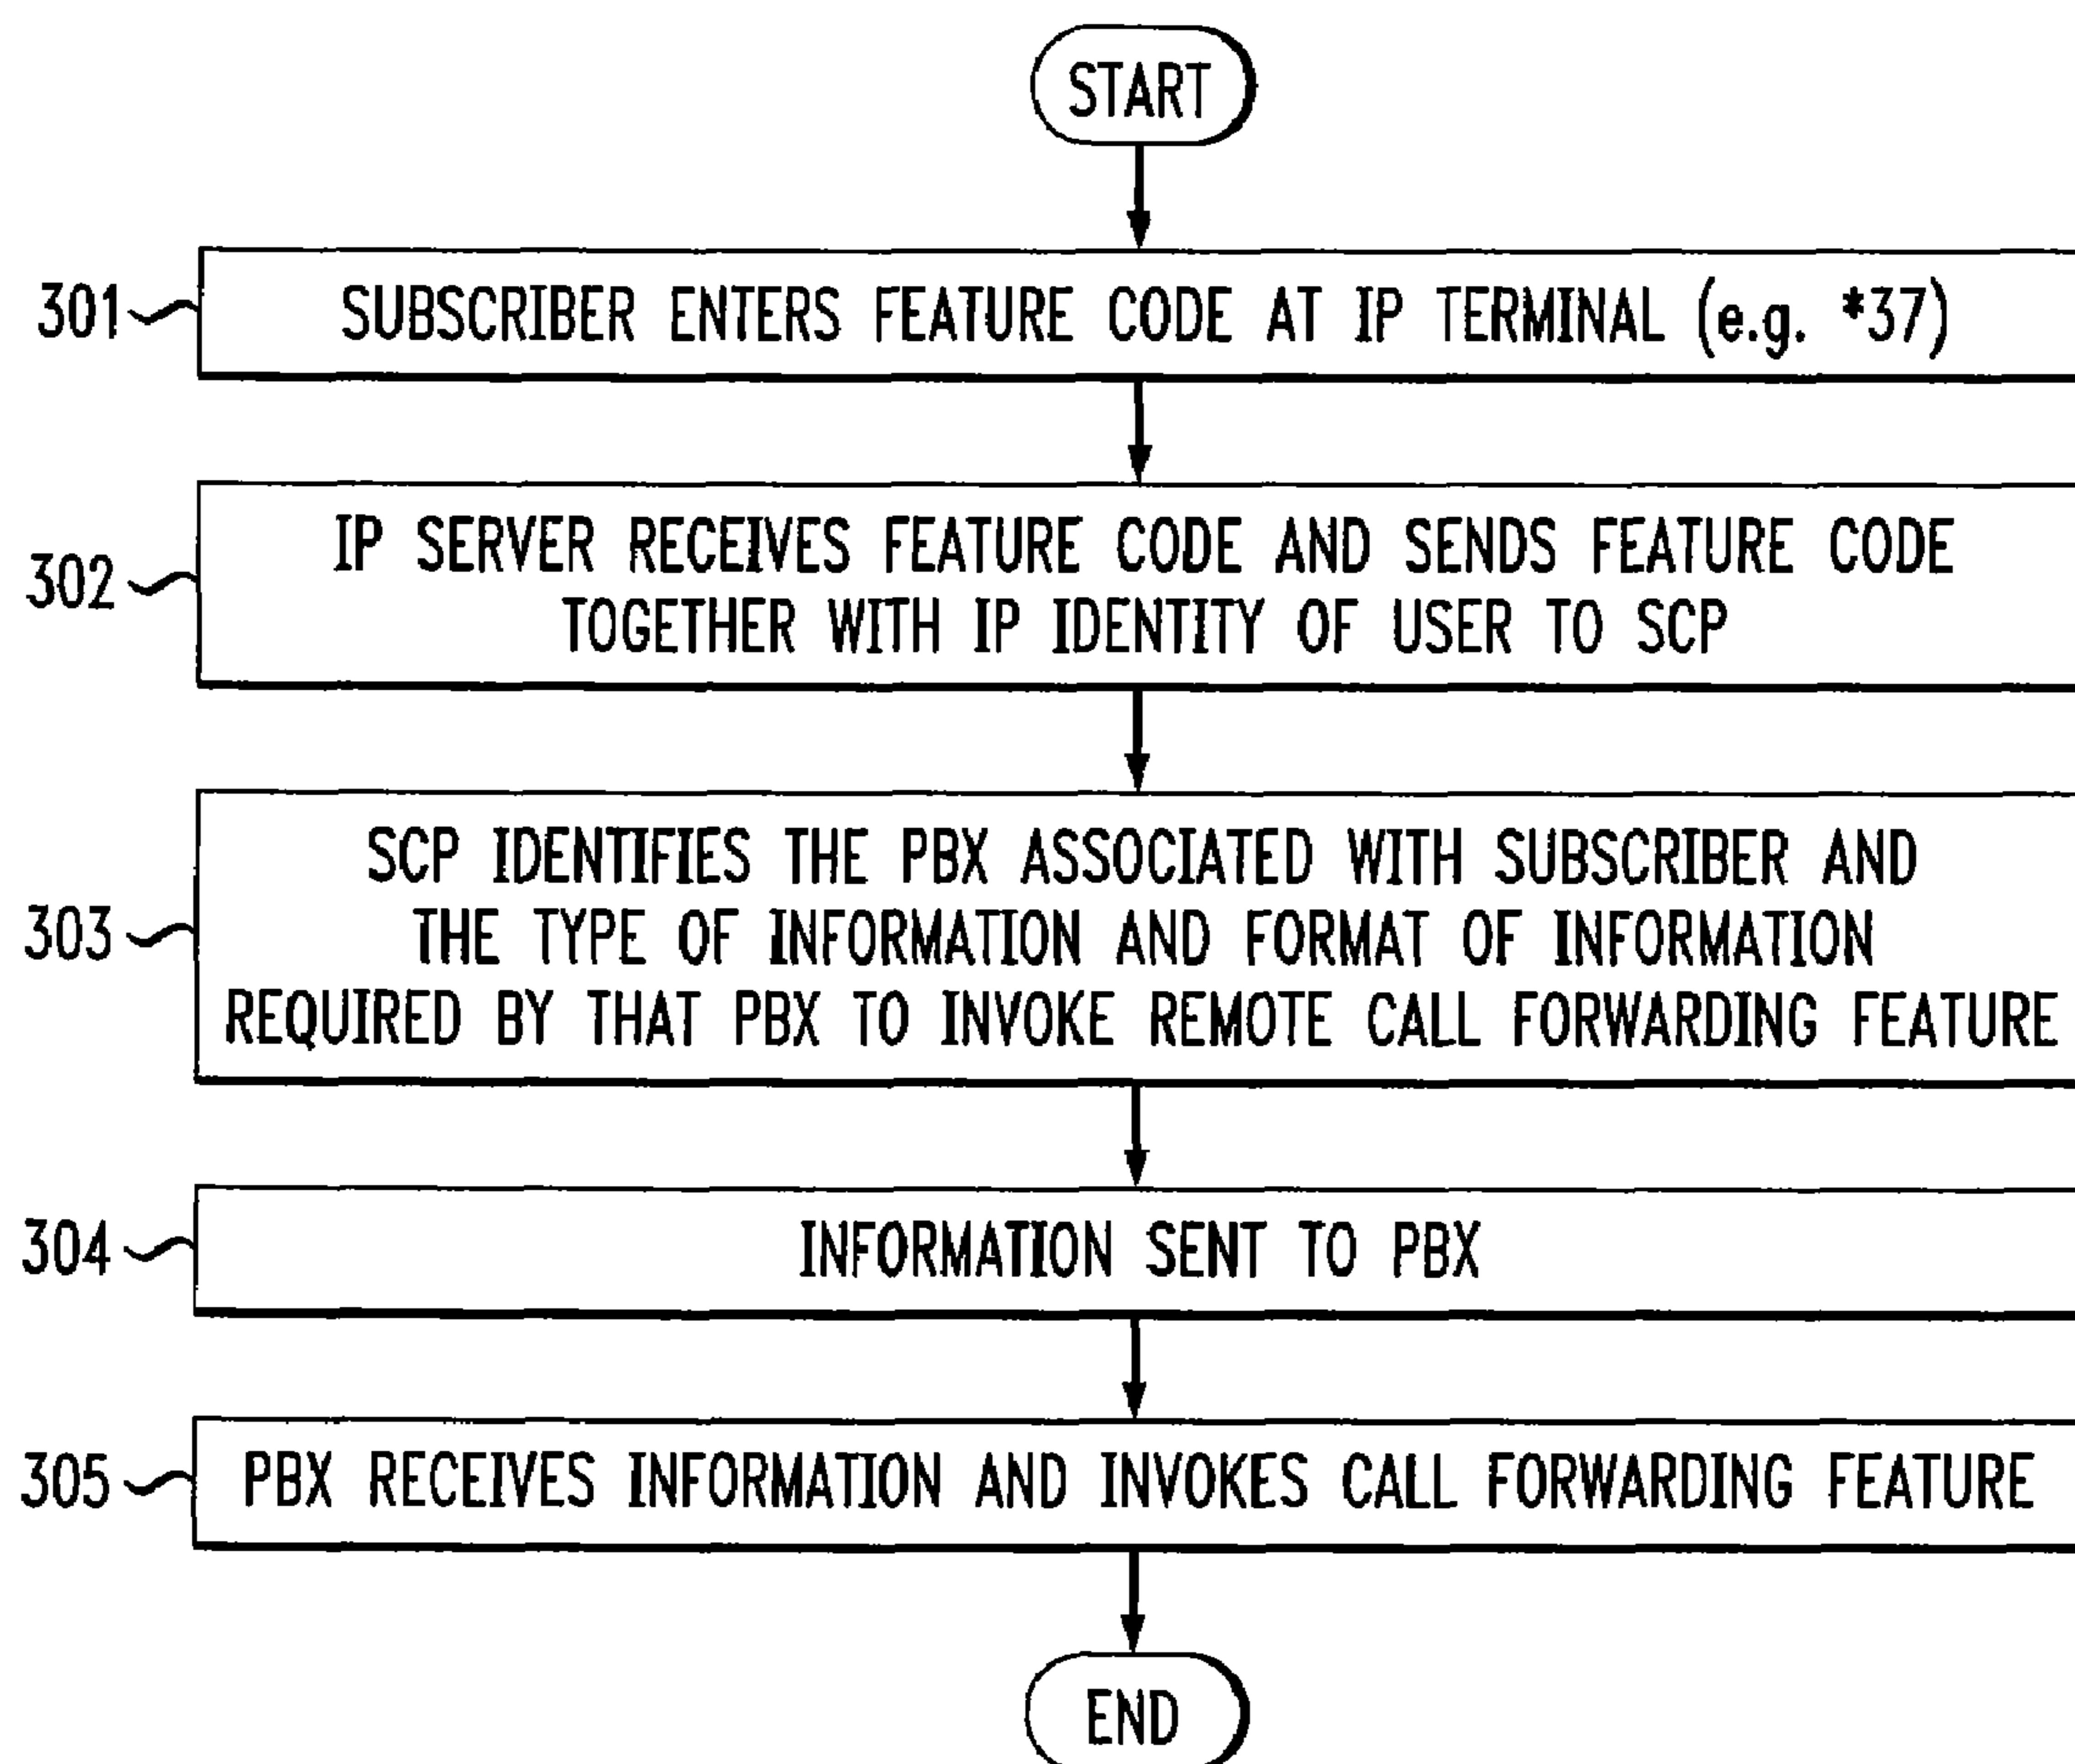 START
301
SUBSCRIBER ENTERS FEATURE CODE AT IP TERMINAL (e.g. *37)
302
IP SERVER RECEIVES FEATURE CODE AND SENDS FEATURE CODE
TOGETHER WITH IP IDENTITY OF USER TO SCP
303
SCP IDENTIFIES THE PBX ASSOCIATED WITH SUBSCRIBER AND
THE TYPE OF INFORMATION AND FORMAT OF INFORMATION
REQUIRED BY THAT PBX TO INVOKE REMOTE CALL FORWARDING FEATURE
304
INFORMATION SENT TO PBX
305
PBX RECEIVES INFORMATION AND INVOKES CALL FORWARDING FEATURE
END